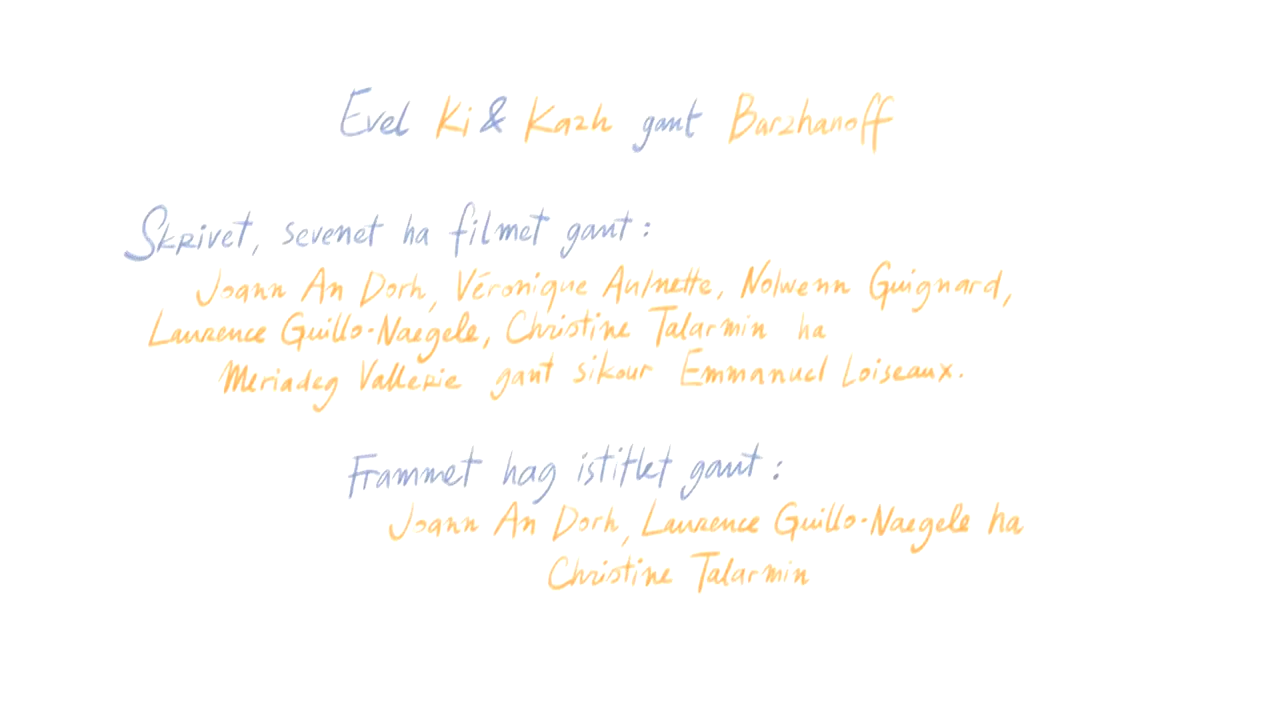 Evel Ki & Kazh gant Barzhanoff
Skrivet, sevenet ha filmet gant :
Joann An Dorh, Véronique Aulnette, Nolwenn Guignard,
Laurence Guillo-Naegele, Christine Talarmin ha
Meriadeg Vallerie gant sikour Emmanuel Loiseaux.
Frammet hag istitlet gant :
Joann An Dorh, Laurence Guillo-Naegele ha
Christine Talarmin